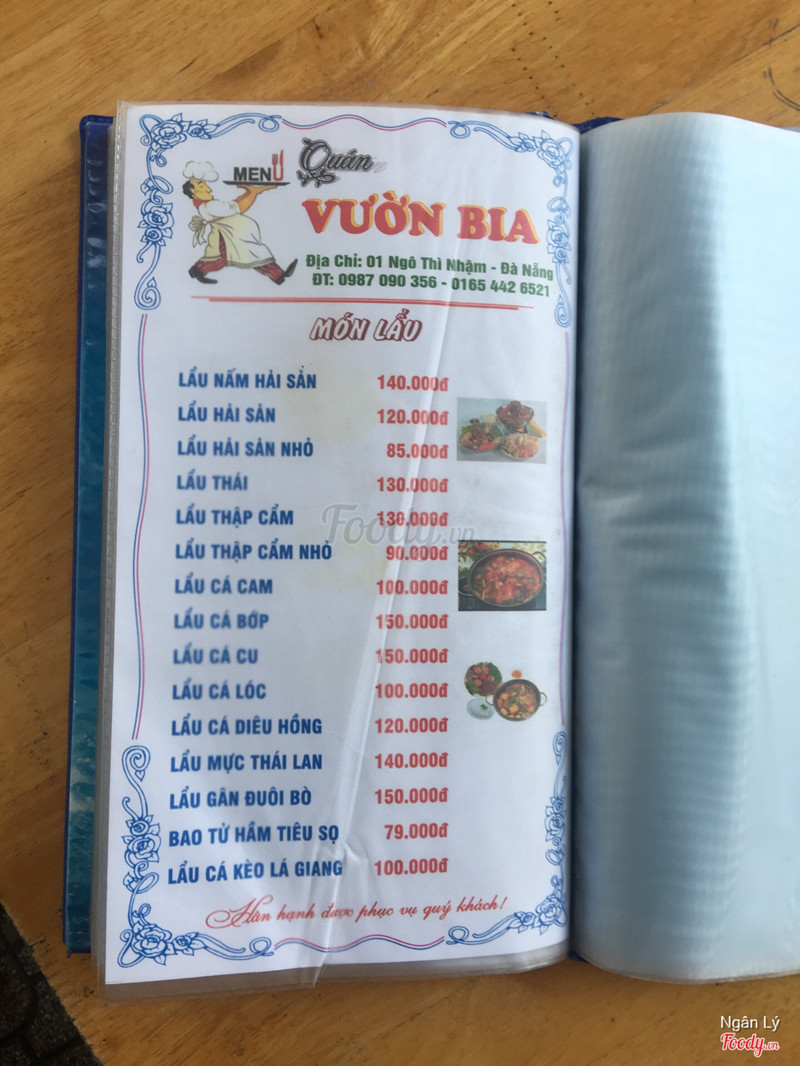 MENU
Quán
VƯỜN BIA
Địa Chỉ: 01 Ngô Thì Nhậm - Đà Nẵng
ĐT: 0987 090 356 - 0165 442 6521
MÓN LẨU
LẨU NẤM HẢI SẢN 140.000đ
LẨU HẢI SẢN 120.000đ
LẨU HẢI SẢN NHỎ 85.000đ
LẨU THÁI 130.000đ
LẨU THẬP CẨM 130.000đ
LẨU THẬP CẨM NHỎ 90.000đ
LẨU CÁ CAM 100.000đ
LẨU CÁ BỚP 150.000đ
LẨU CÁ CU 150.000đ
LẨU CÁ LÓC 100.000đ
LẨU CÁ DIÊU HỒNG 120.000đ
LẨU MỰC THÁI LAN 140.000đ
LẨU GÂN ĐUÔI BÒ 150.000đ
BAO TỬ HẦM TIÊU SỌ 79.000đ
LẨU CÁ KÈO LÁ GIANG 100.000đ
Hân hạnh được phục vụ quý khách!
Foody.vn
Ngân Lý
Foody.vn